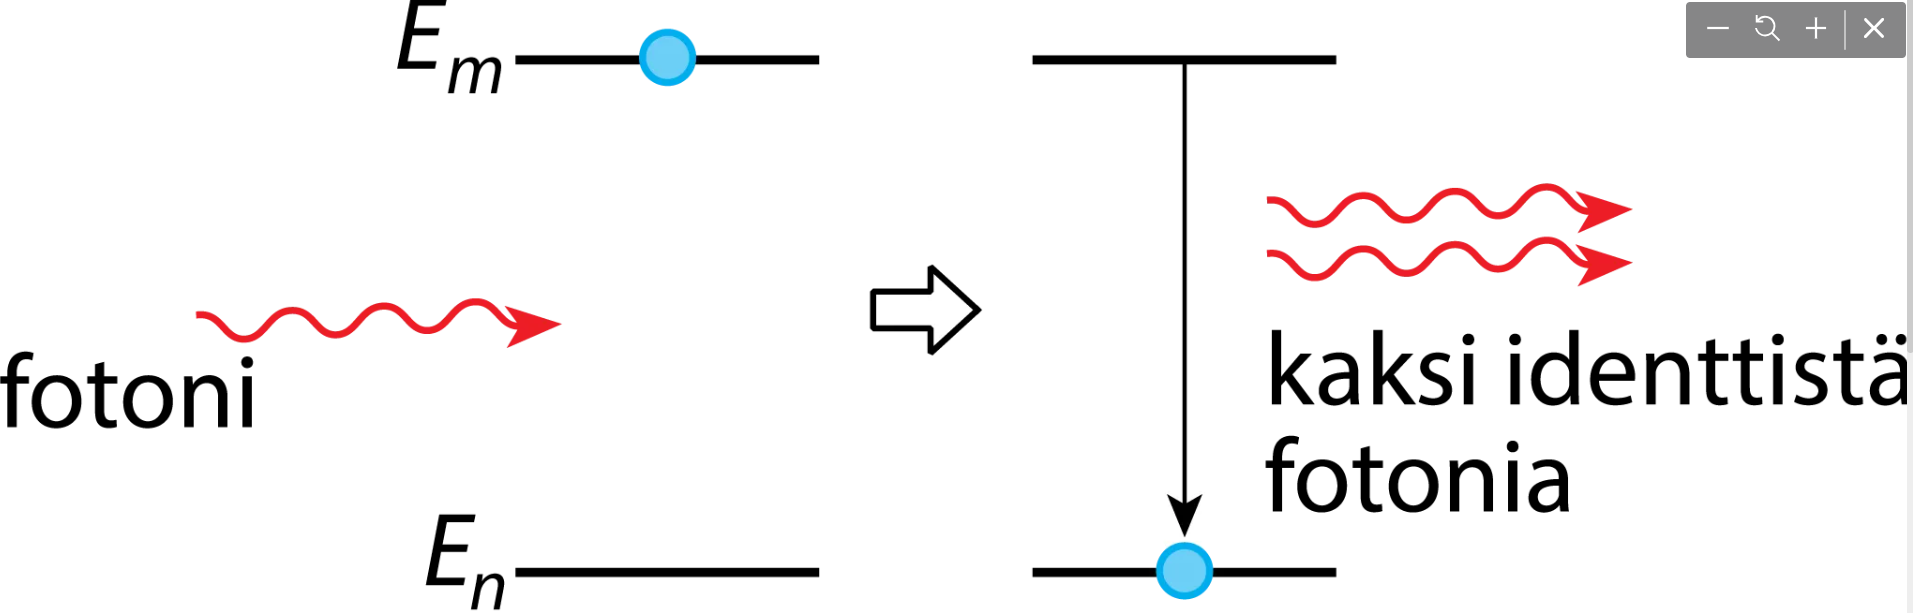 Em
fotoni
kaksi identtistä
fotonia
En